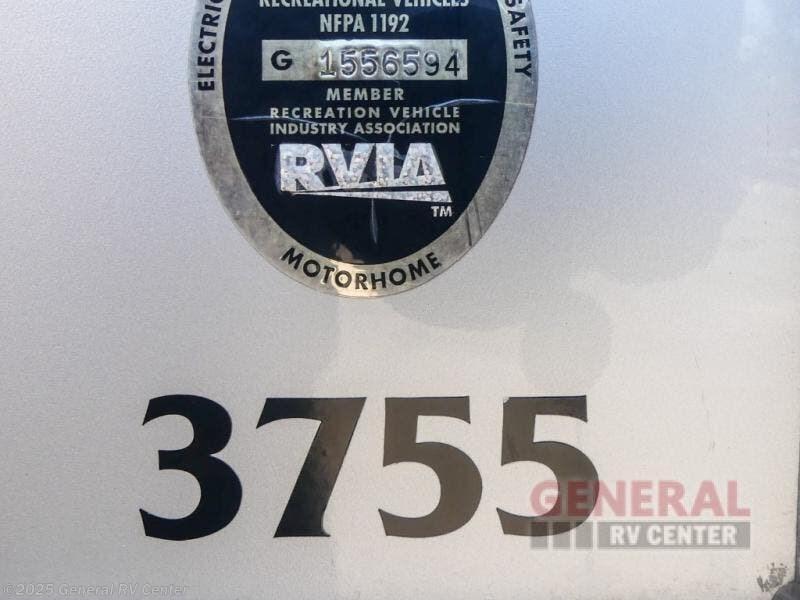 ELECTRIC
RECREATIONAL VEHICLES
SAFETY
NFPA 1192
G 1556594
MEMBER
RECREATION VEHICLE
INDUSTRY ASSOCIATION
RVIA
TM
MOTORHOME
3755
GENERAL
RV CENTER
©2025 General RV Center